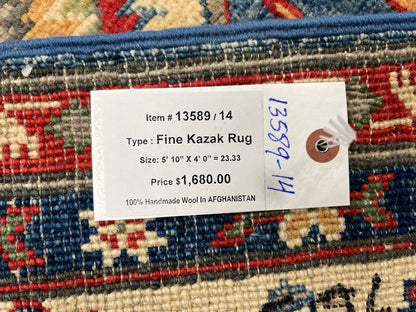 Item # 13589 / 14
Type : Fine Kazak Rug
Size: 5' 10" X 4' 0" = 23.33
Price $1,680.00
100% Handmade Wool In AFGHANISTAN
13589-14